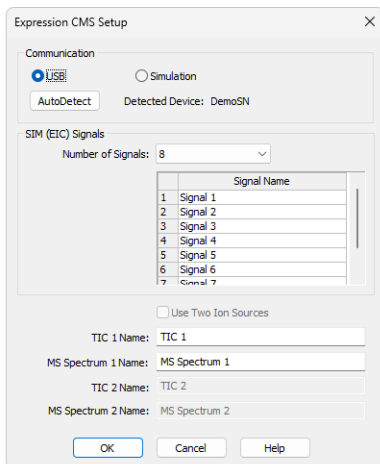 Expression CMS Setup
Communication
USB
Simulation
AutoDetect
Detected Device: DemoSN
SIM (EIC) Signals
Number of Signals: 8
Signal Name
1 Signal 1
2 Signal 2
3 Signal 3
4 Signal 4
5 Signal 5
6 Signal 6
7 Signal 7
Use Two Ion Sources
TIC 1 Name: TIC 1
MS Spectrum 1 Name: MS Spectrum 1
TIC 2 Name: TIC 2
MS Spectrum 2 Name: MS Spectrum 2
OK Cancel Help